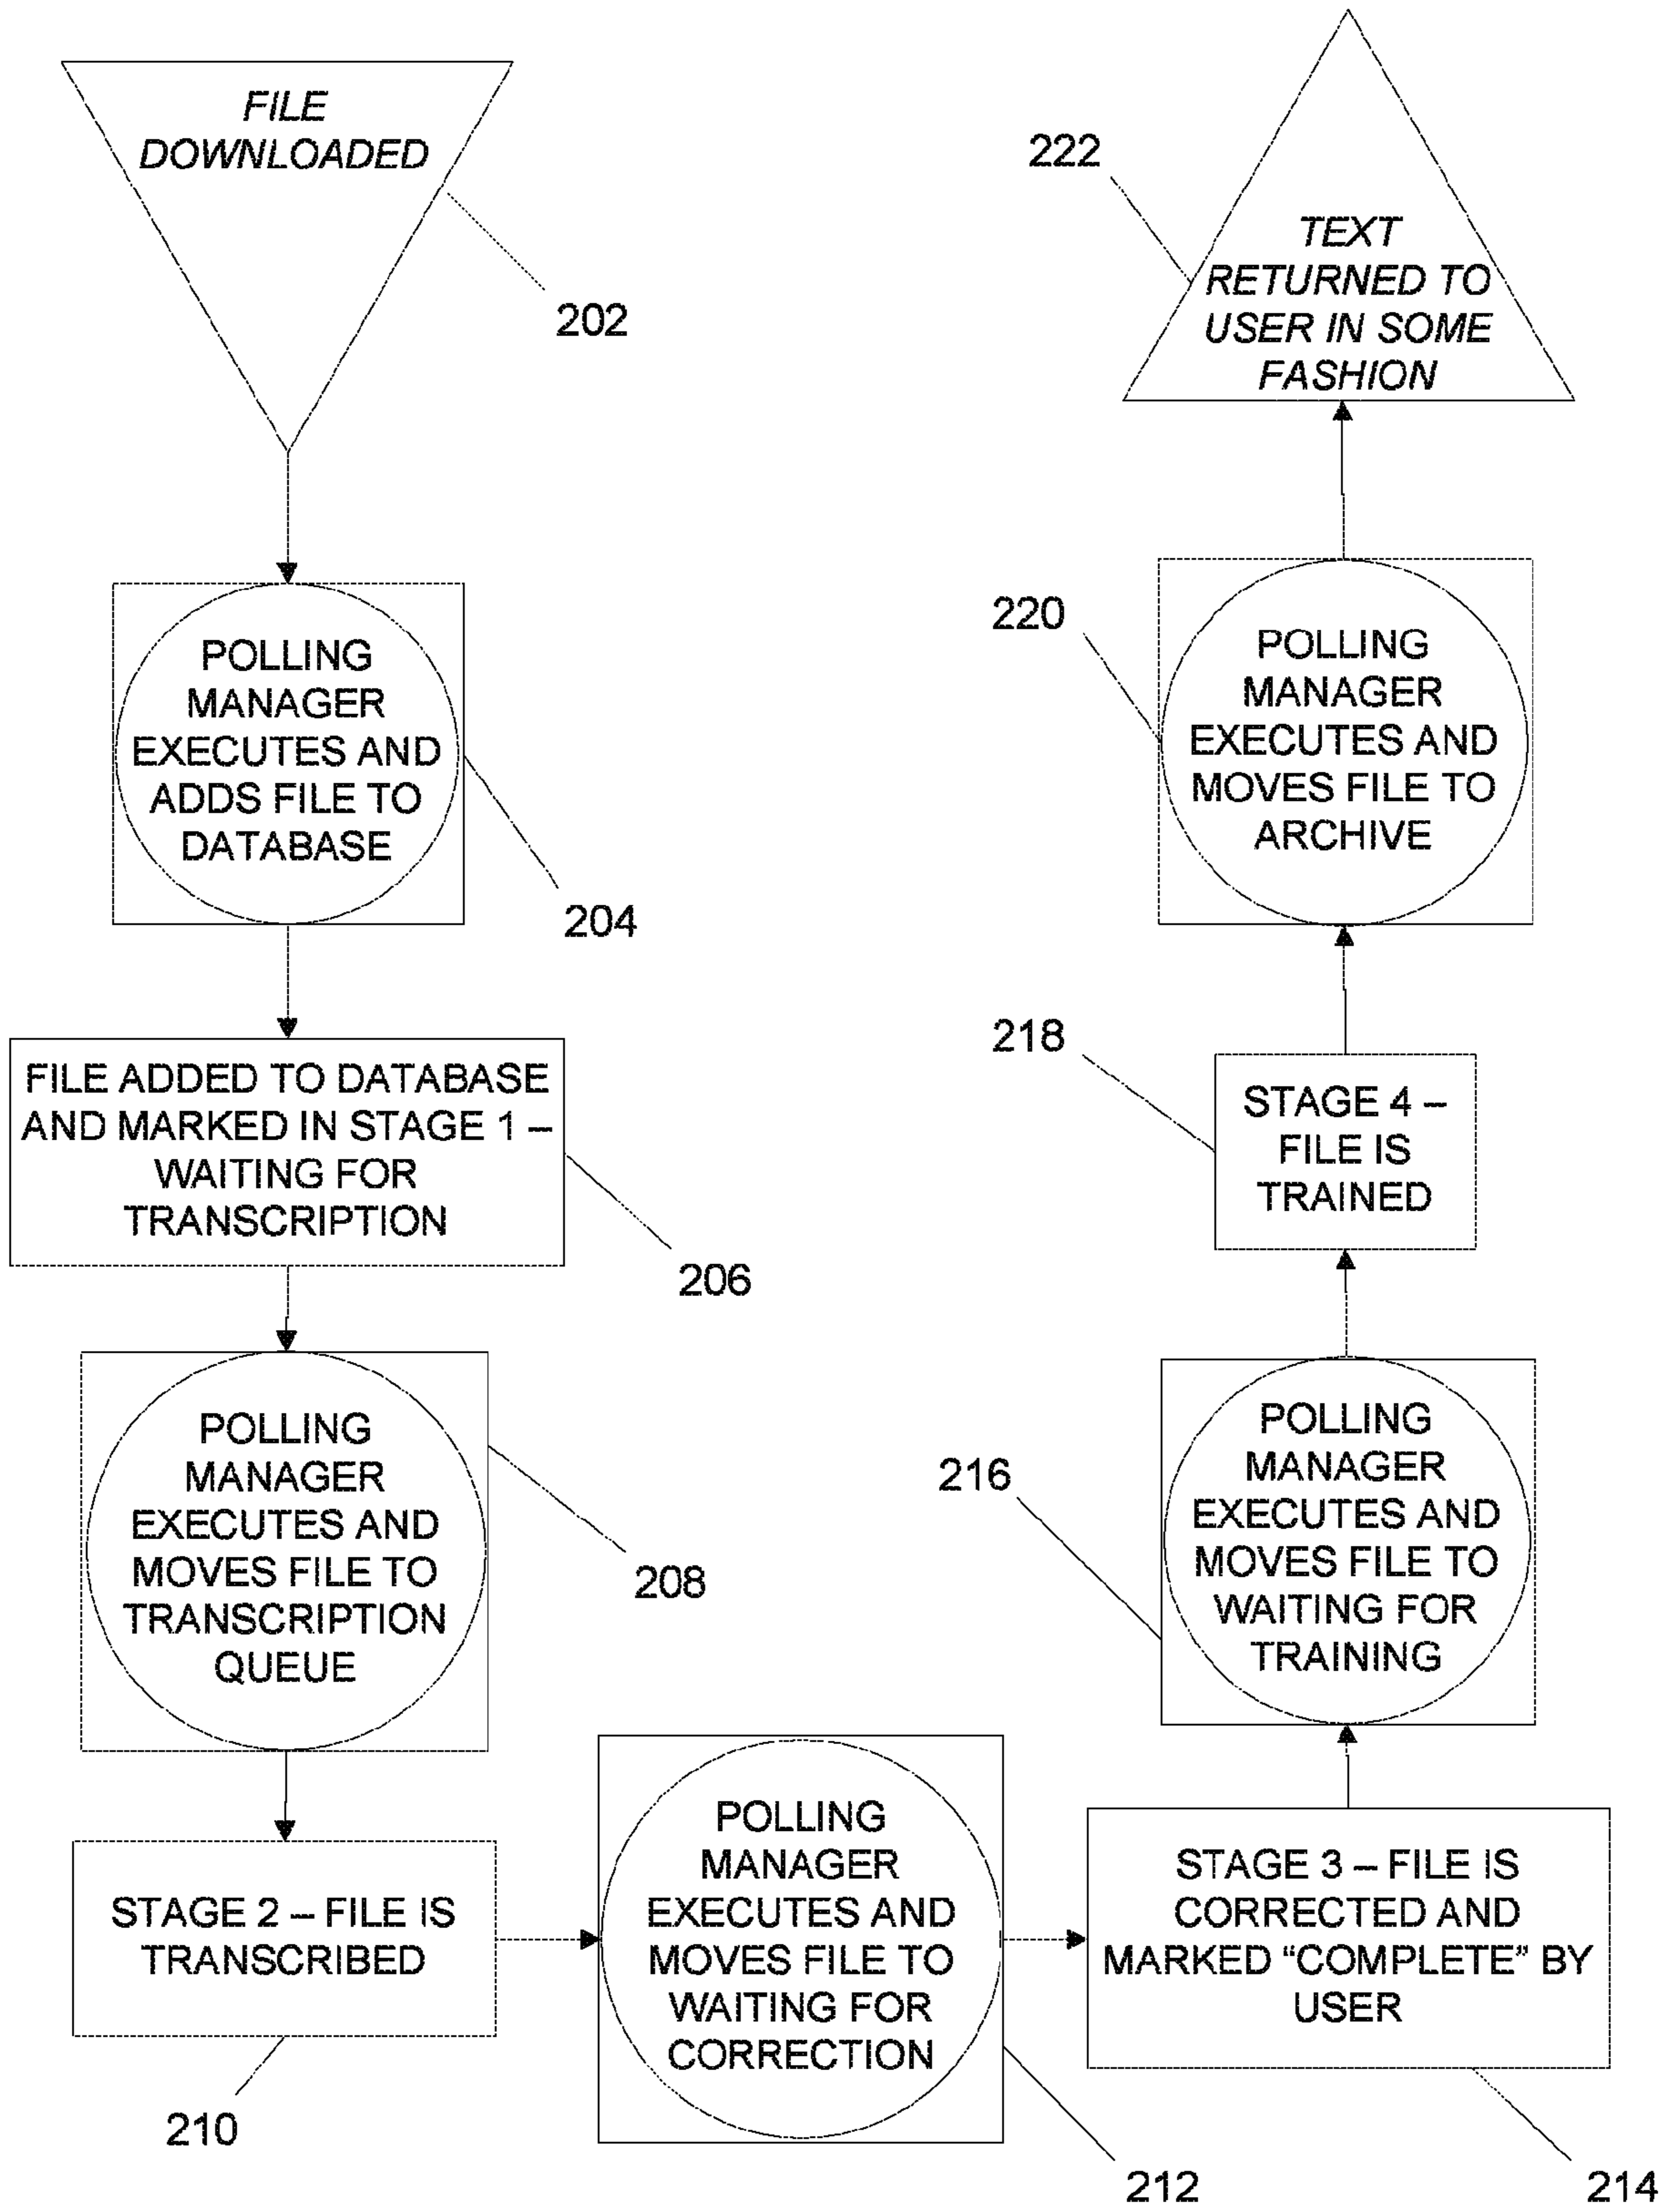 FILE
DOWNLOADED
202
POLLING
MANAGER
EXECUTES AND
ADDS FILE TO
DATABASE
204
FILE ADDED TO DATABASE
AND MARKED IN STAGE 1 –
WAITING FOR
TRANSCRIPTION
206
POLLING
MANAGER
EXECUTES AND
MOVES FILE TO
TRANSCRIPTION
QUEUE
208
STAGE 2 – FILE IS
TRANSCRIBED
210
POLLING
MANAGER
EXECUTES AND
MOVES FILE TO
WAITING FOR
CORRECTION
212
STAGE 3 – FILE IS
CORRECTED AND
MARKED “COMPLETE” BY
USER
214
POLLING
MANAGER
EXECUTES AND
MOVES FILE TO
WAITING FOR
TRAINING
216
STAGE 4 –
FILE IS
TRAINED
218
POLLING
MANAGER
EXECUTES AND
MOVES FILE TO
ARCHIVE
220
TEXT
RETURNED TO
USER IN SOME
FASHION
222